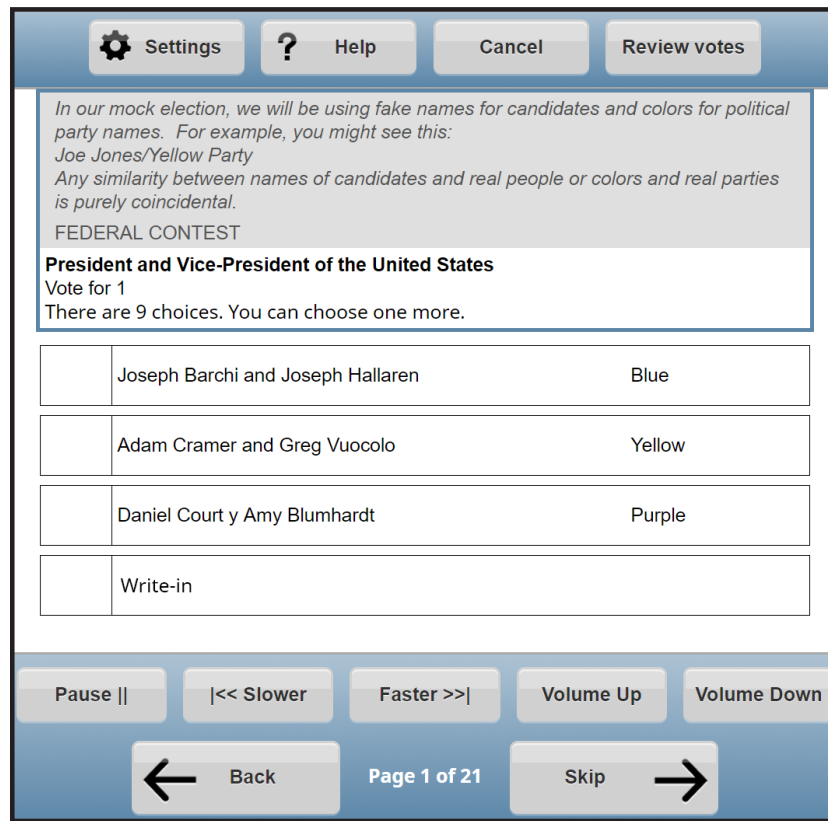 Settings
? Help
Cancel
Review votes
In our mock election, we will be using fake names for candidates and colors for political
party names.  For example, you might see this:
Joe Jones/Yellow Party
Any similarity between names of candidates and real people or colors and real parties
is purely coincidental.
FEDERAL CONTEST
President and Vice-President of the United States
Vote for 1
There are 9 choices. You can choose one more.
Joseph Barchi and Joseph Hallaren Blue
Adam Cramer and Greg Vuocolo Yellow
Daniel Court y Amy Blumhardt Purple
Write-in
Pause ||
|<< Slower
Faster >>|
Volume Up
Volume Down
Back
Page 1 of 21
Skip